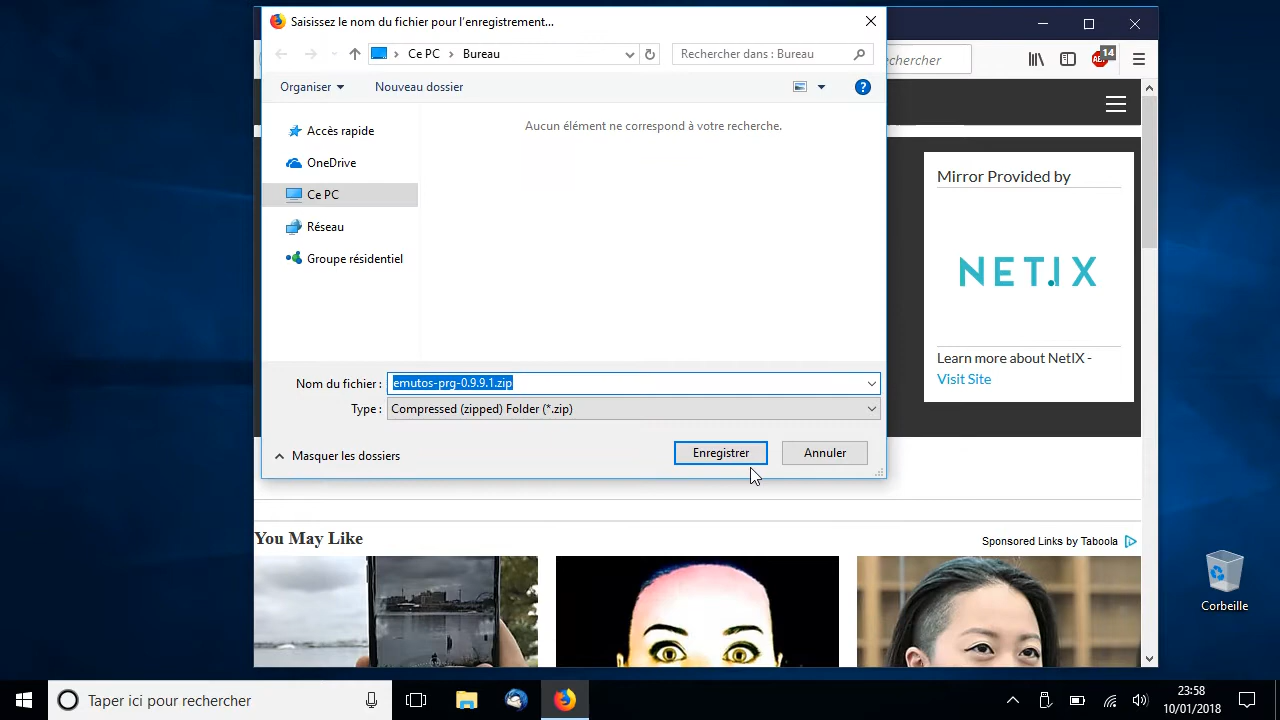 Saisissez le nom du fichier pour l'enregistrement...
Ce PC
Bureau
Rechercher dans : Bureau
ercher
ABP
14
Organiser
Nouveau dossier
?
Accès rapide
Aucun élément ne correspond à votre recherche.
OneDrive
Ce PC
Réseau
Groupe résidentiel
Mirror Provided by
NET.IX
Learn more about NetIX -
Visit Site
Nom du fichier :
emutos-prg-0.9.9.1.zip
Type :
Compressed (zipped) Folder (*.zip)
Masquer les dossiers
Enregistrer
Annuler
You May Like
Sponsored Links by Taboola
Corbeille
Taper ici pour rechercher
23:58
10/01/2018